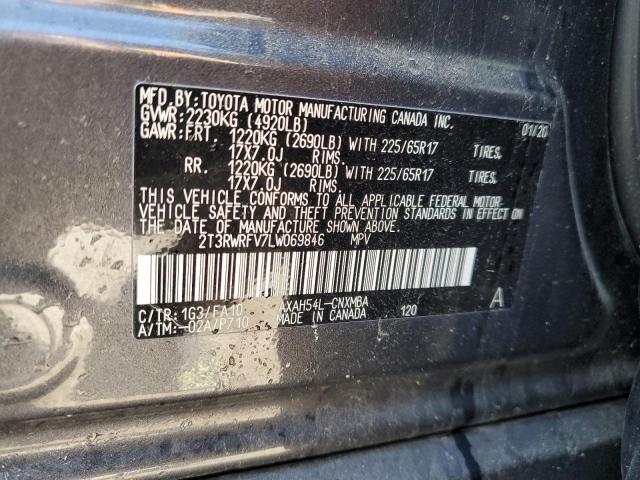 MFD.BY:TOYOTA MOTOR MANUFACTURING CANADA INC.
GVWR:2230KG (4920LB) 01/20
GAWR:FRT. 1220KG (2690LB) WITH 225/65R17 TIRES,
17X7.0J RIMS.
RR. 1220KG (2690LB) WITH 225/65R17 TIRES,
17X7.0J RIMS.
THIS VEHICLE CONFORMS TO ALL APPLICABLE FEDERAL MOTOR
VEHICLE SAFETY AND THEFT PREVENTION STANDARDS IN EFFECT ON
THE DATE OF MANUFACTURE SHOWN ABOVE.
2T3RWRFV7LW069846 MPV
C/TR:1G3/FA10 AXAH54L-CNXMBA 120 A
A/TM:-02A/P710 MADE IN CANADA